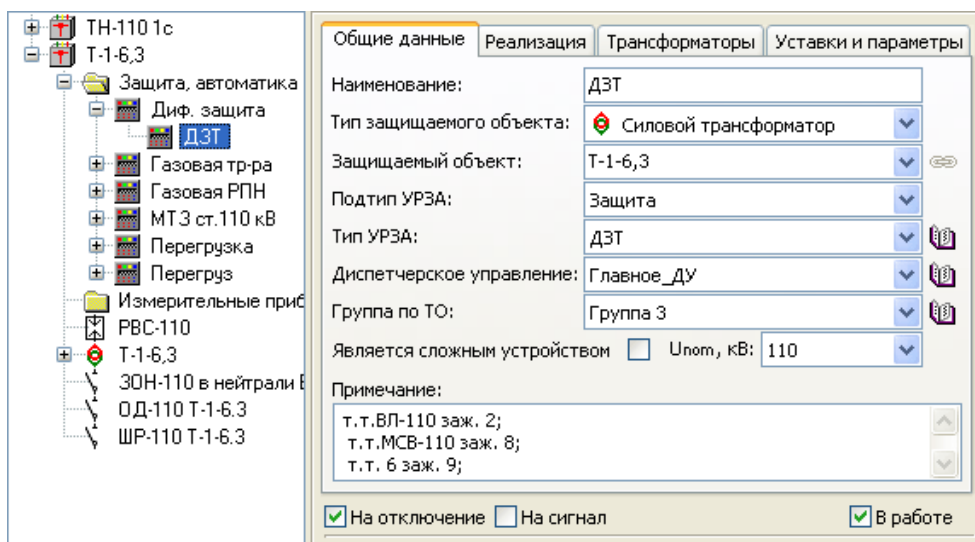 ТН-110 1с
Т-1-6,3
Защита, автоматика
Диф. защита
ДЗТ
Газовая тр-ра
Газовая РПН
МТЗ ст.110 кВ
Перегрузка
Перегруз
Измерительные приб
РВС-110
Т-1-6,3
ЗОН-110 в нейтрали
ОД-110 Т-1-6.3
ШР-110 Т-1-6.3
Общие данные
Реализация
Трансформаторы
Уставки и параметры
Наименование: ДЗТ
Тип защищаемого объекта: Силовой трансформатор
Защищаемый объект: Т-1-6,3
Подтип УРЗА: Защита
Тип УРЗА: ДЗТ
Диспетчерское управление: Главное_ДУ
Группа по ТО: Группа 3
Является сложным устройством Uном, кВ: 110
Примечание:
т.т.ВЛ-110 заж. 2;
т.т.МСВ-110 заж. 8;
т.т. 6 заж. 9;
На отключение На сигнал В работе